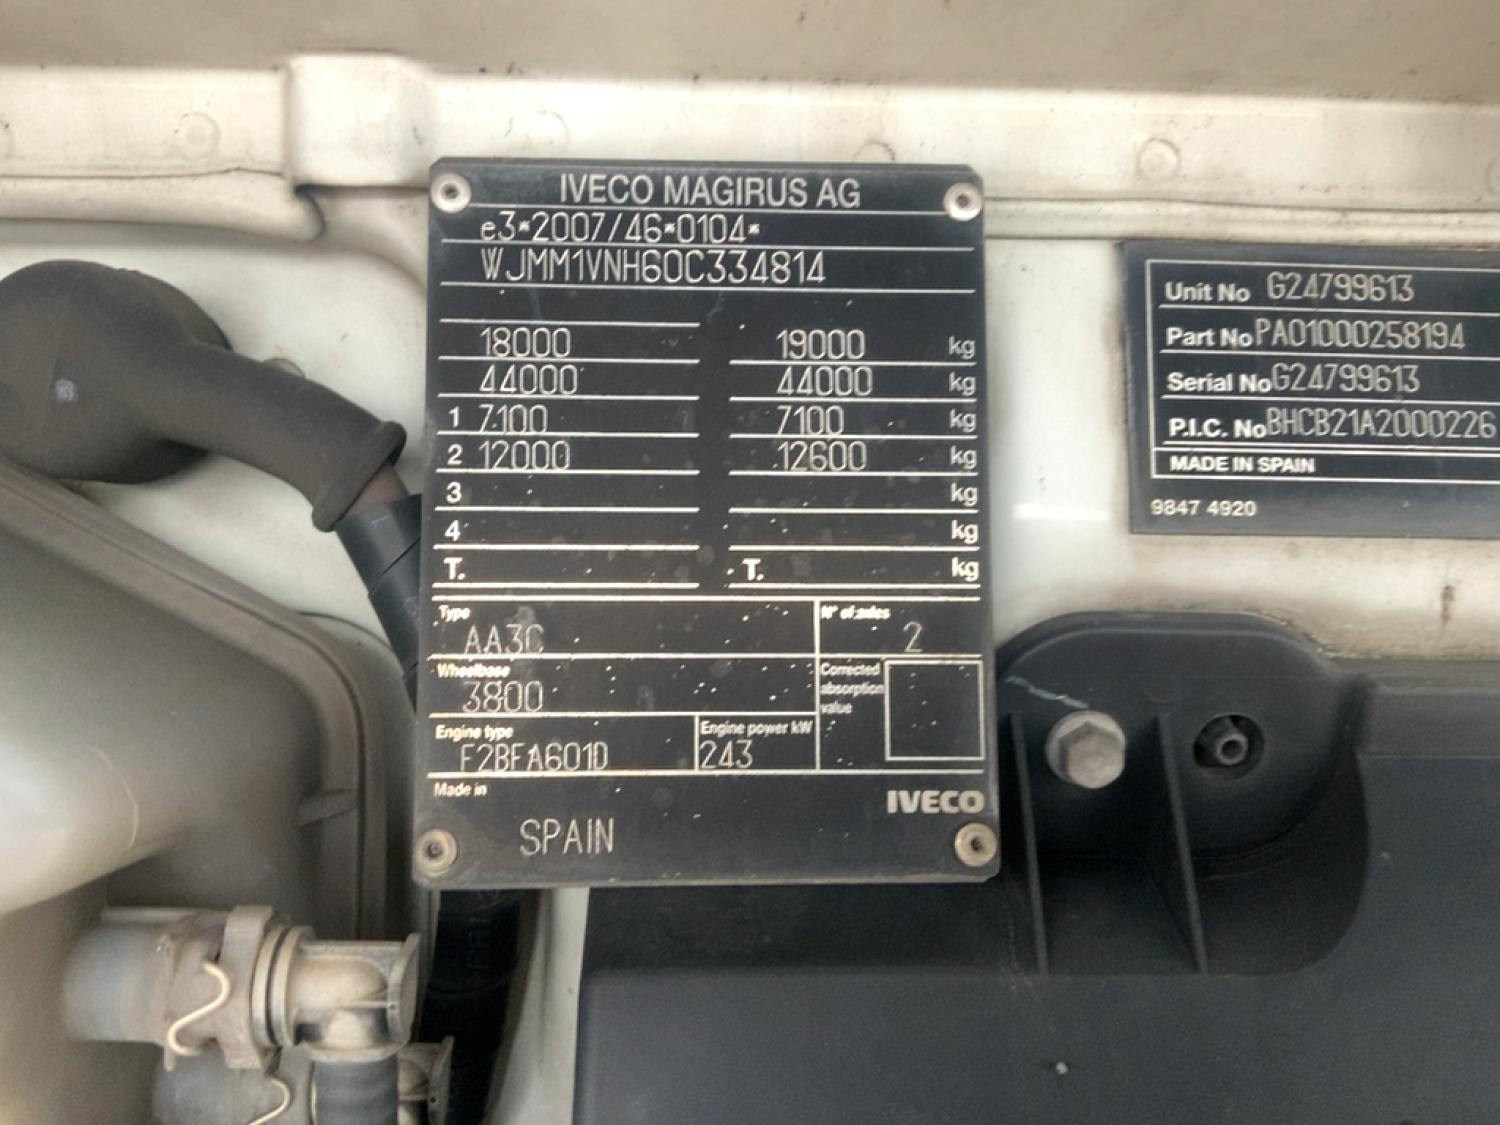 IVECO MAGIRUS AG
e3*2007/46*0104*
WJMM1VNH60C334814
18000 19000 kg
44000 44000 kg
1 7100 7100 kg
2 12000 12600 kg
3 kg
4 kg
T. T. kg
Type N° of axles
AA3C 2
Wheelbase
3800
Corrected
absorption
value
Engine type Engine power kW
F2BFA601D 243
Made in
SPAIN
IVECO
Unit No G24799613
Part No PA01000258194
Serial No G24799613
P.I.C. No BHCB21A2000226
MADE IN SPAIN
9847 4920